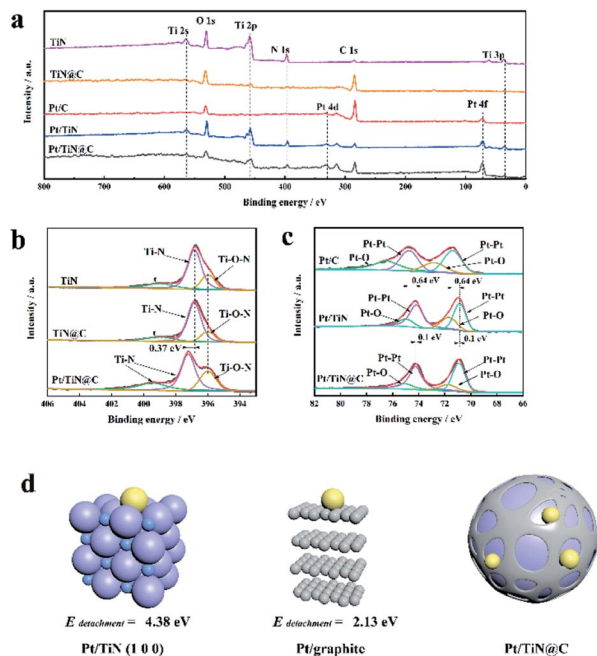 a
Ti 2s
O 1s
Ti 2p
N 1s
C 1s
Ti 3p
TiN
TiN@C
Pt/C
Pt 4d
Pt 4f
Pt/TiN
Pt/TiN@C
Intensity / a.u.
800 700 600 500 400 300 200 100 0
Binding energy / eV
b
Ti-N
Ti-O-N
TiN
Ti-N
Ti-O-N
TiN@C
0.37 eV
Ti-N
Ti-O-N
Pt/TiN@C
Intensity / a.u.
406 403 400 397 394
Binding energy / eV
c
Pt-Pt
Pt-O
Pt-Pt
Pt-O
Pt/C
0.64 eV
0.64 eV
Pt-Pt
Pt-O
Pt-Pt
Pt-O
Pt/TiN
0.1 eV
0.1 eV
Pt-Pt
Pt-O
Pt-Pt
Pt-O
Pt/TiN@C
Intensity / a.u.
82 80 78 76 74 72 70 68 66
Binding energy / eV
d
E detachment = 4.38 eV
E detachment = 2.13 eV
Pt/TiN (1 0 0)
Pt/graphite
Pt/TiN@C